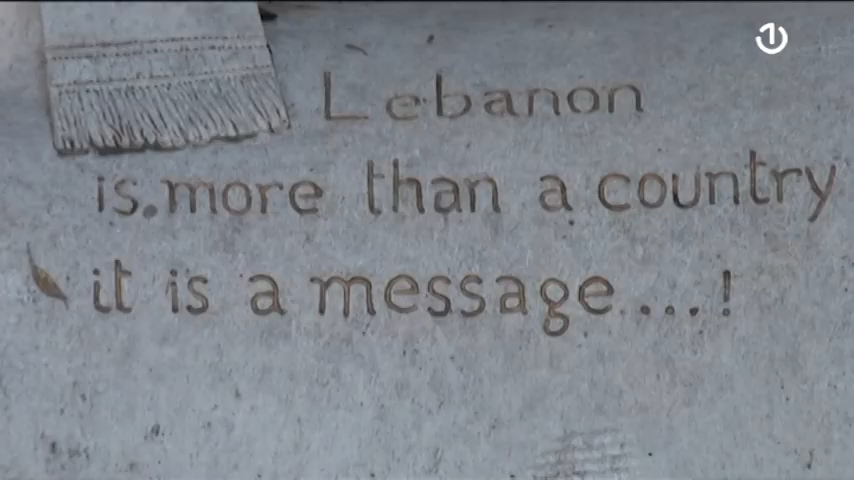 Lebanon
is.more than a country
it is a message....!